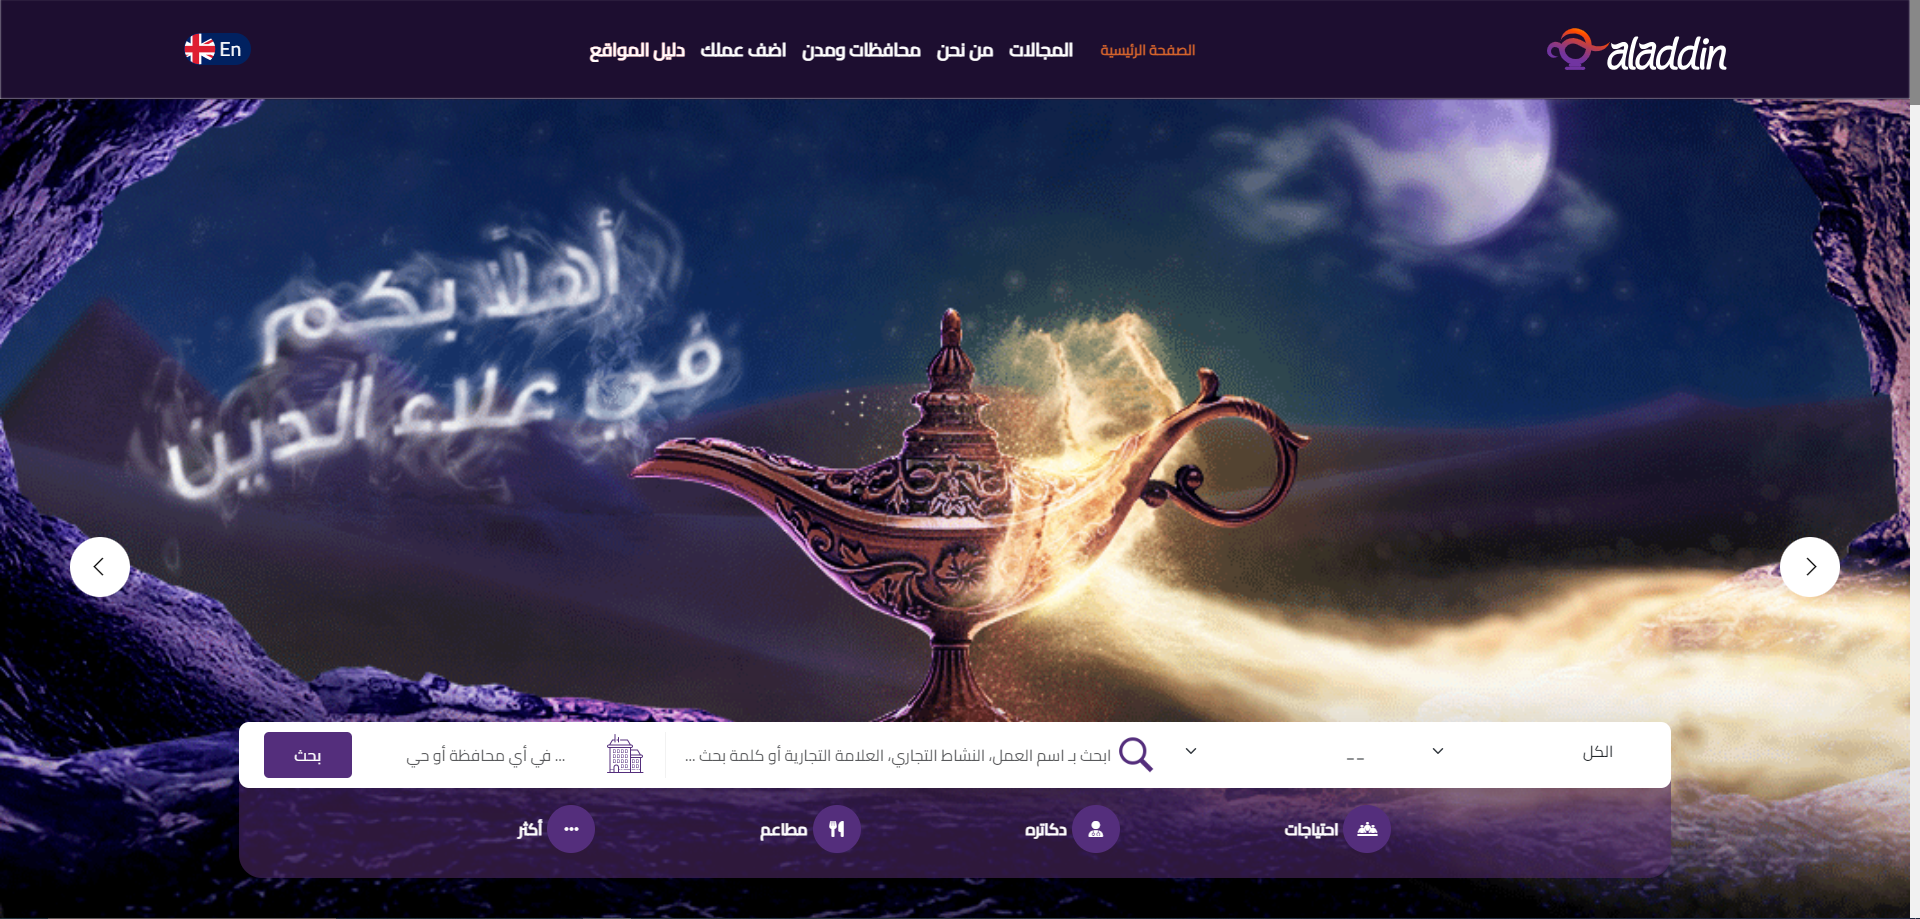 aladdin
الصفحة الرئيسية
المجالات
من نحن
محافظات ومدن
اضف عملك
دليل المواقع
En
أهلاً بكم
في علاء الدين
الكل
--
ابحث بـ اسم العمل، النشاط التجاري، العلامة التجارية أو كلمة بحث ...
... في أي محافظة أو حي
بحث
احتياجات
دكاتره
مطاعم
أكثر